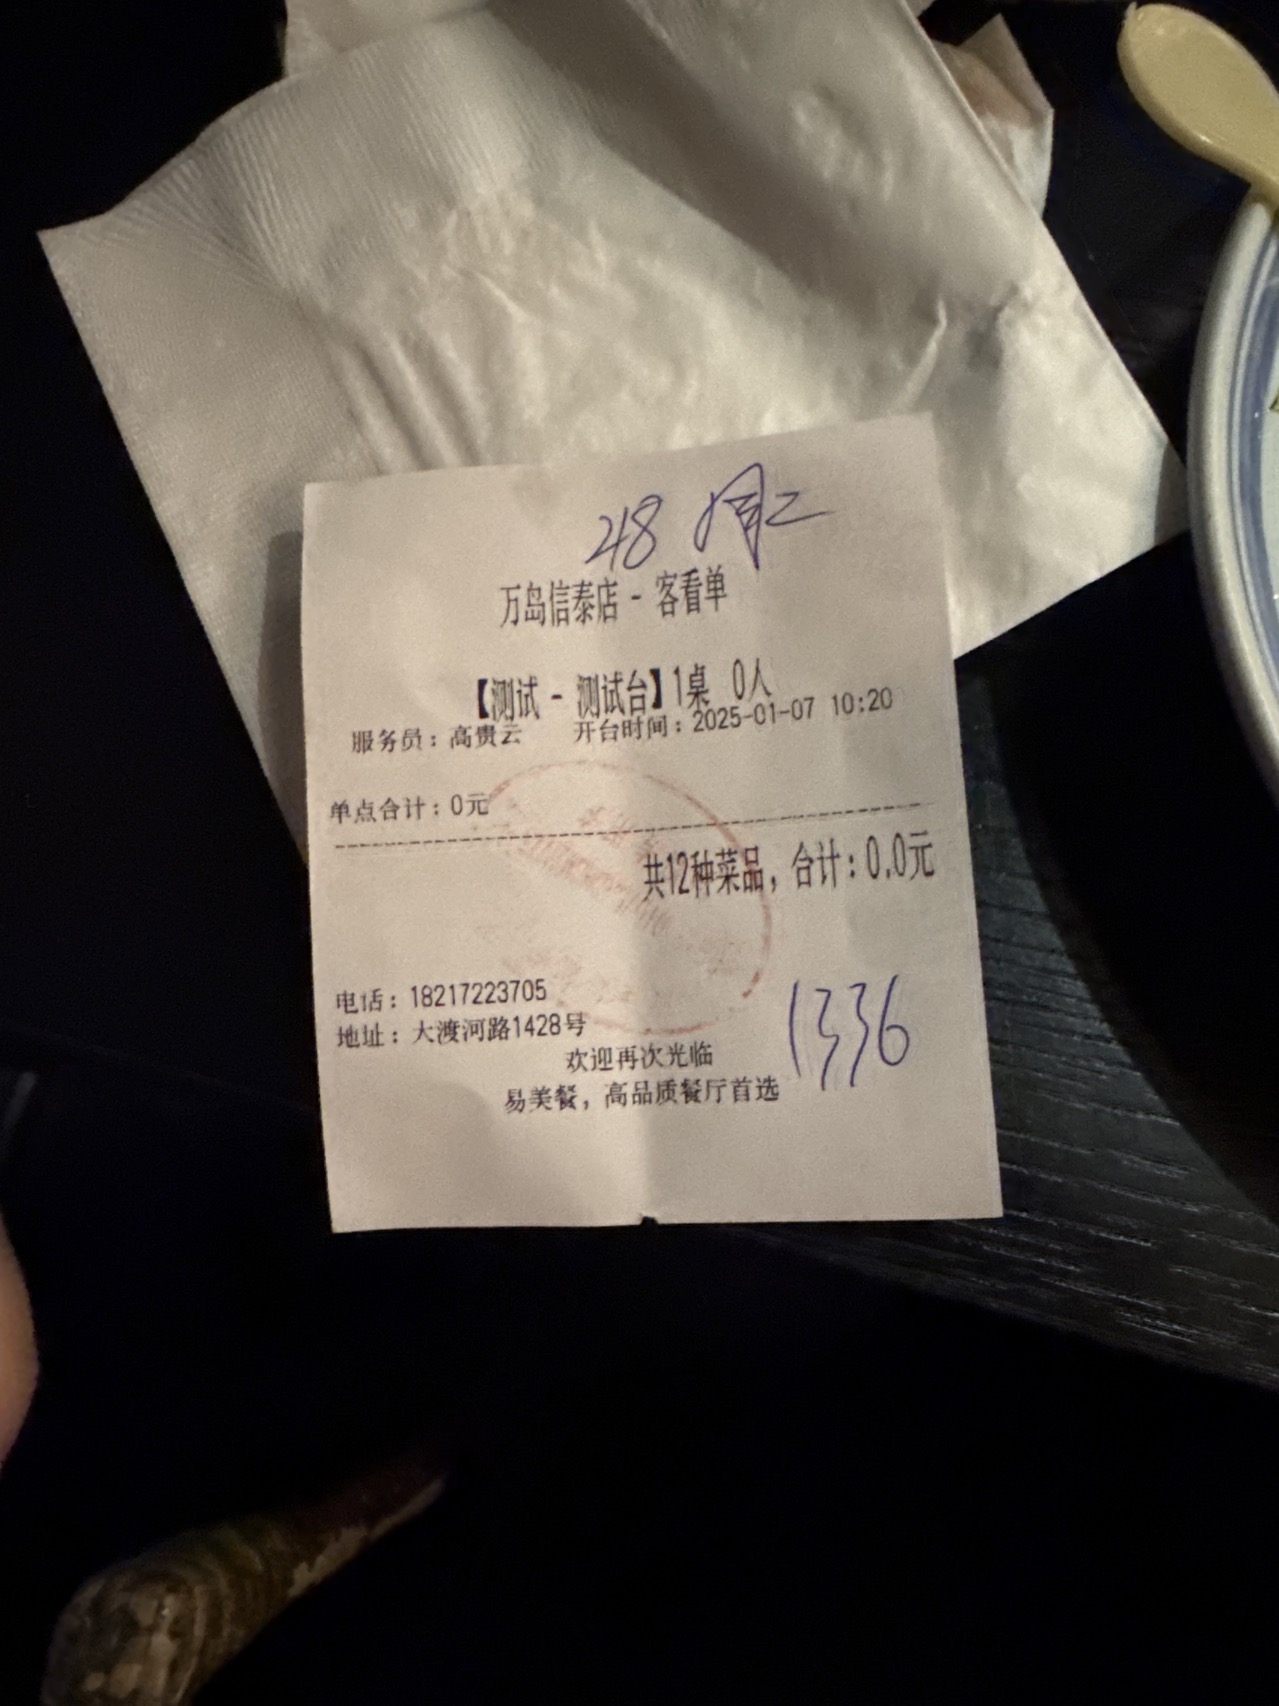 48 周二
万岛信泰店 - 客看单
【测试 - 测试台】1桌 0人
服务员：高贵云 开台时间：2025-01-07 10:20
单点合计：0元
共12种菜品，合计：0.0元
电话：18217223705
地址：大渡河路1428号
1336
欢迎再次光临
易美餐，高品质餐厅首选